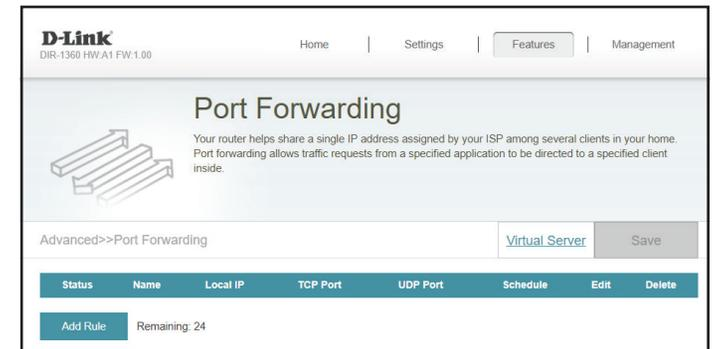 D-Link
DIR-1360 HW:A1 FW:1.00
Home
Settings
Features
Management
Port Forwarding
Your router helps share a single IP address assigned by your ISP among several clients in your home.
Port forwarding allows traffic requests from a specified application to be directed to a specified client
inside.
Advanced>>Port Forwarding
Virtual Server
Save
Status Name Local IP TCP Port UDP Port Schedule Edit Delete
Add Rule Remaining: 24